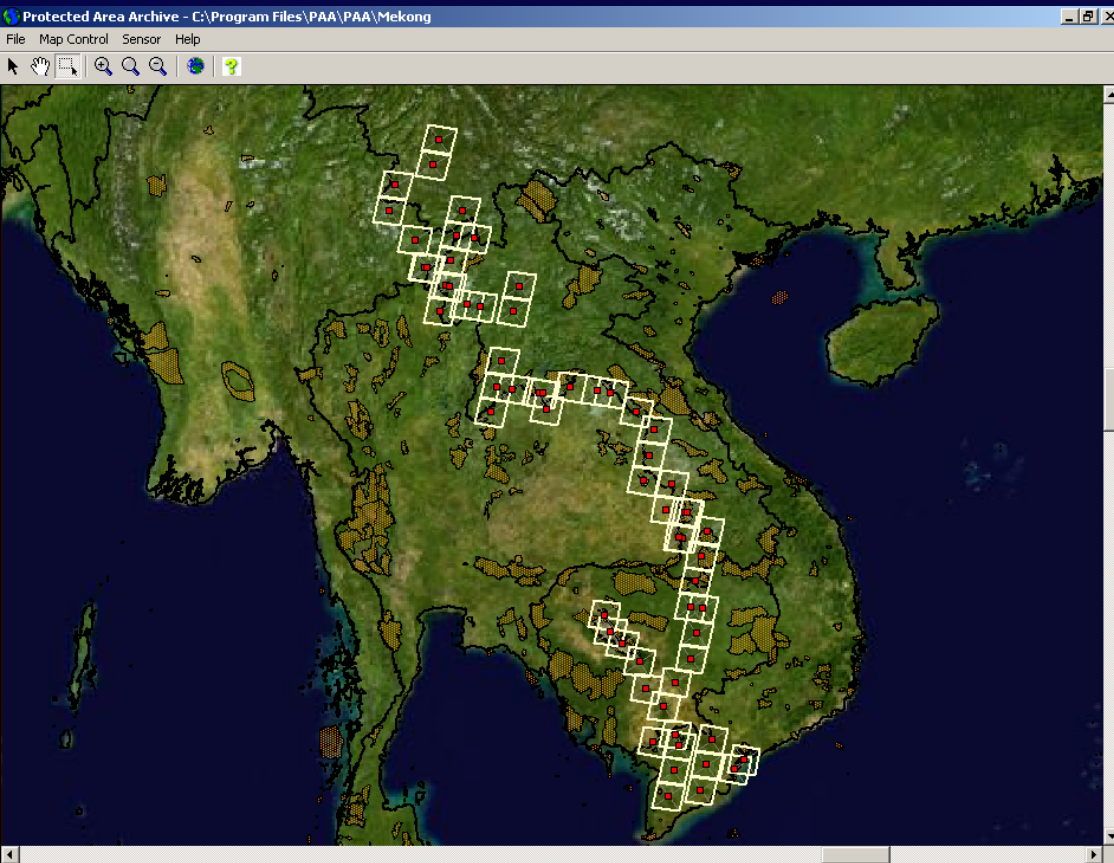 Protected Area Archive - C:\Program Files\PAA\PAA\Mekong
File Map Control Sensor Help
?